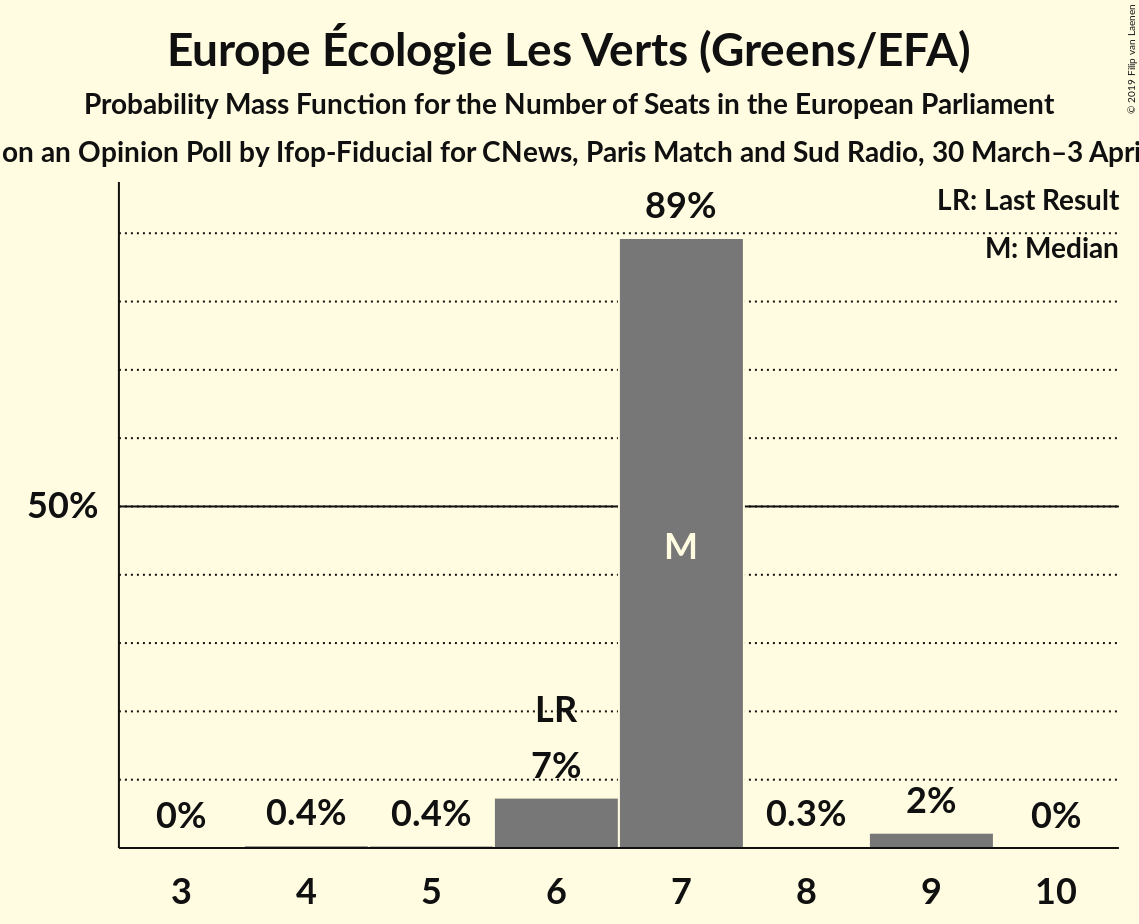 Europe Écologie Les Verts (Greens/EFA)
Probability Mass Function for the Number of Seats in the European Parliament
on an Opinion Poll by Ifop-Fiducial for CNews, Paris Match and Sud Radio, 30 March–3 Apri
© 2019 Filip van Laenen
LR: Last Result
M: Median
89%
50%
M
LR
7%
0%
0.4%
0.4%
0.3%
2%
0%
3
4
5
6
7
8
9
10